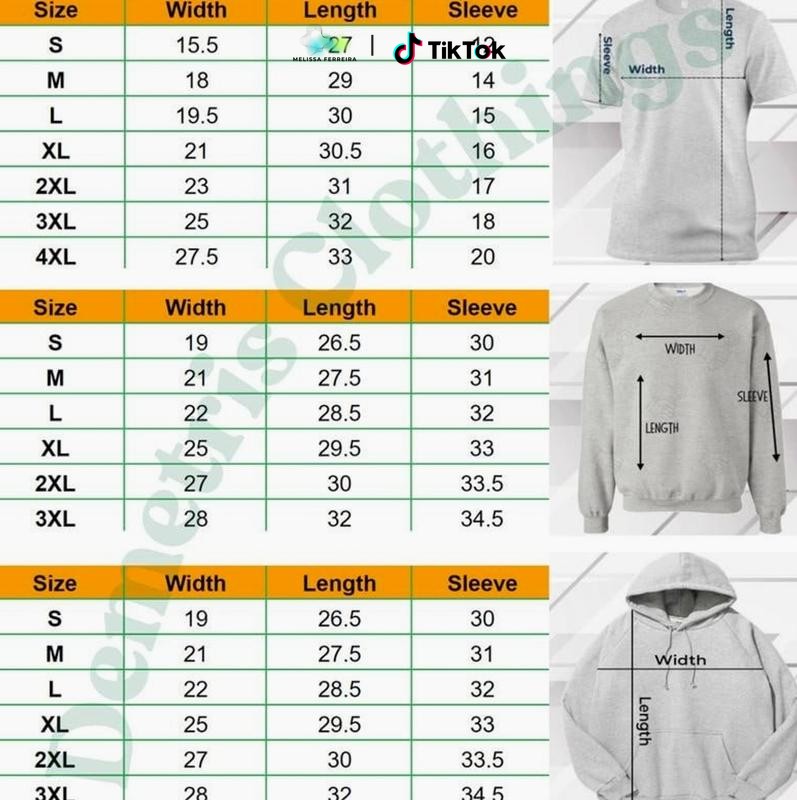 Size Width Length Sleeve
S 15.5 27 12
MELISSA FERREIRA | TikTok
M 18 29 14
L 19.5 30 15
XL 21 30.5 16
2XL 23 31 17
3XL 25 32 18
4XL 27.5 33 20
Sleeve
Width
Length
Size Width Length Sleeve
S 19 26.5 30
M 21 27.5 31
L 22 28.5 32
XL 25 29.5 33
2XL 27 30 33.5
3XL 28 32 34.5
WIDTH
SLEEVE
LENGTH
Size Width Length Sleeve
S 19 26.5 30
M 21 27.5 31
L 22 28.5 32
XL 25 29.5 33
2XL 27 30 33.5
3XL 28 32 34.5
Width
Length
Demetris Clothings